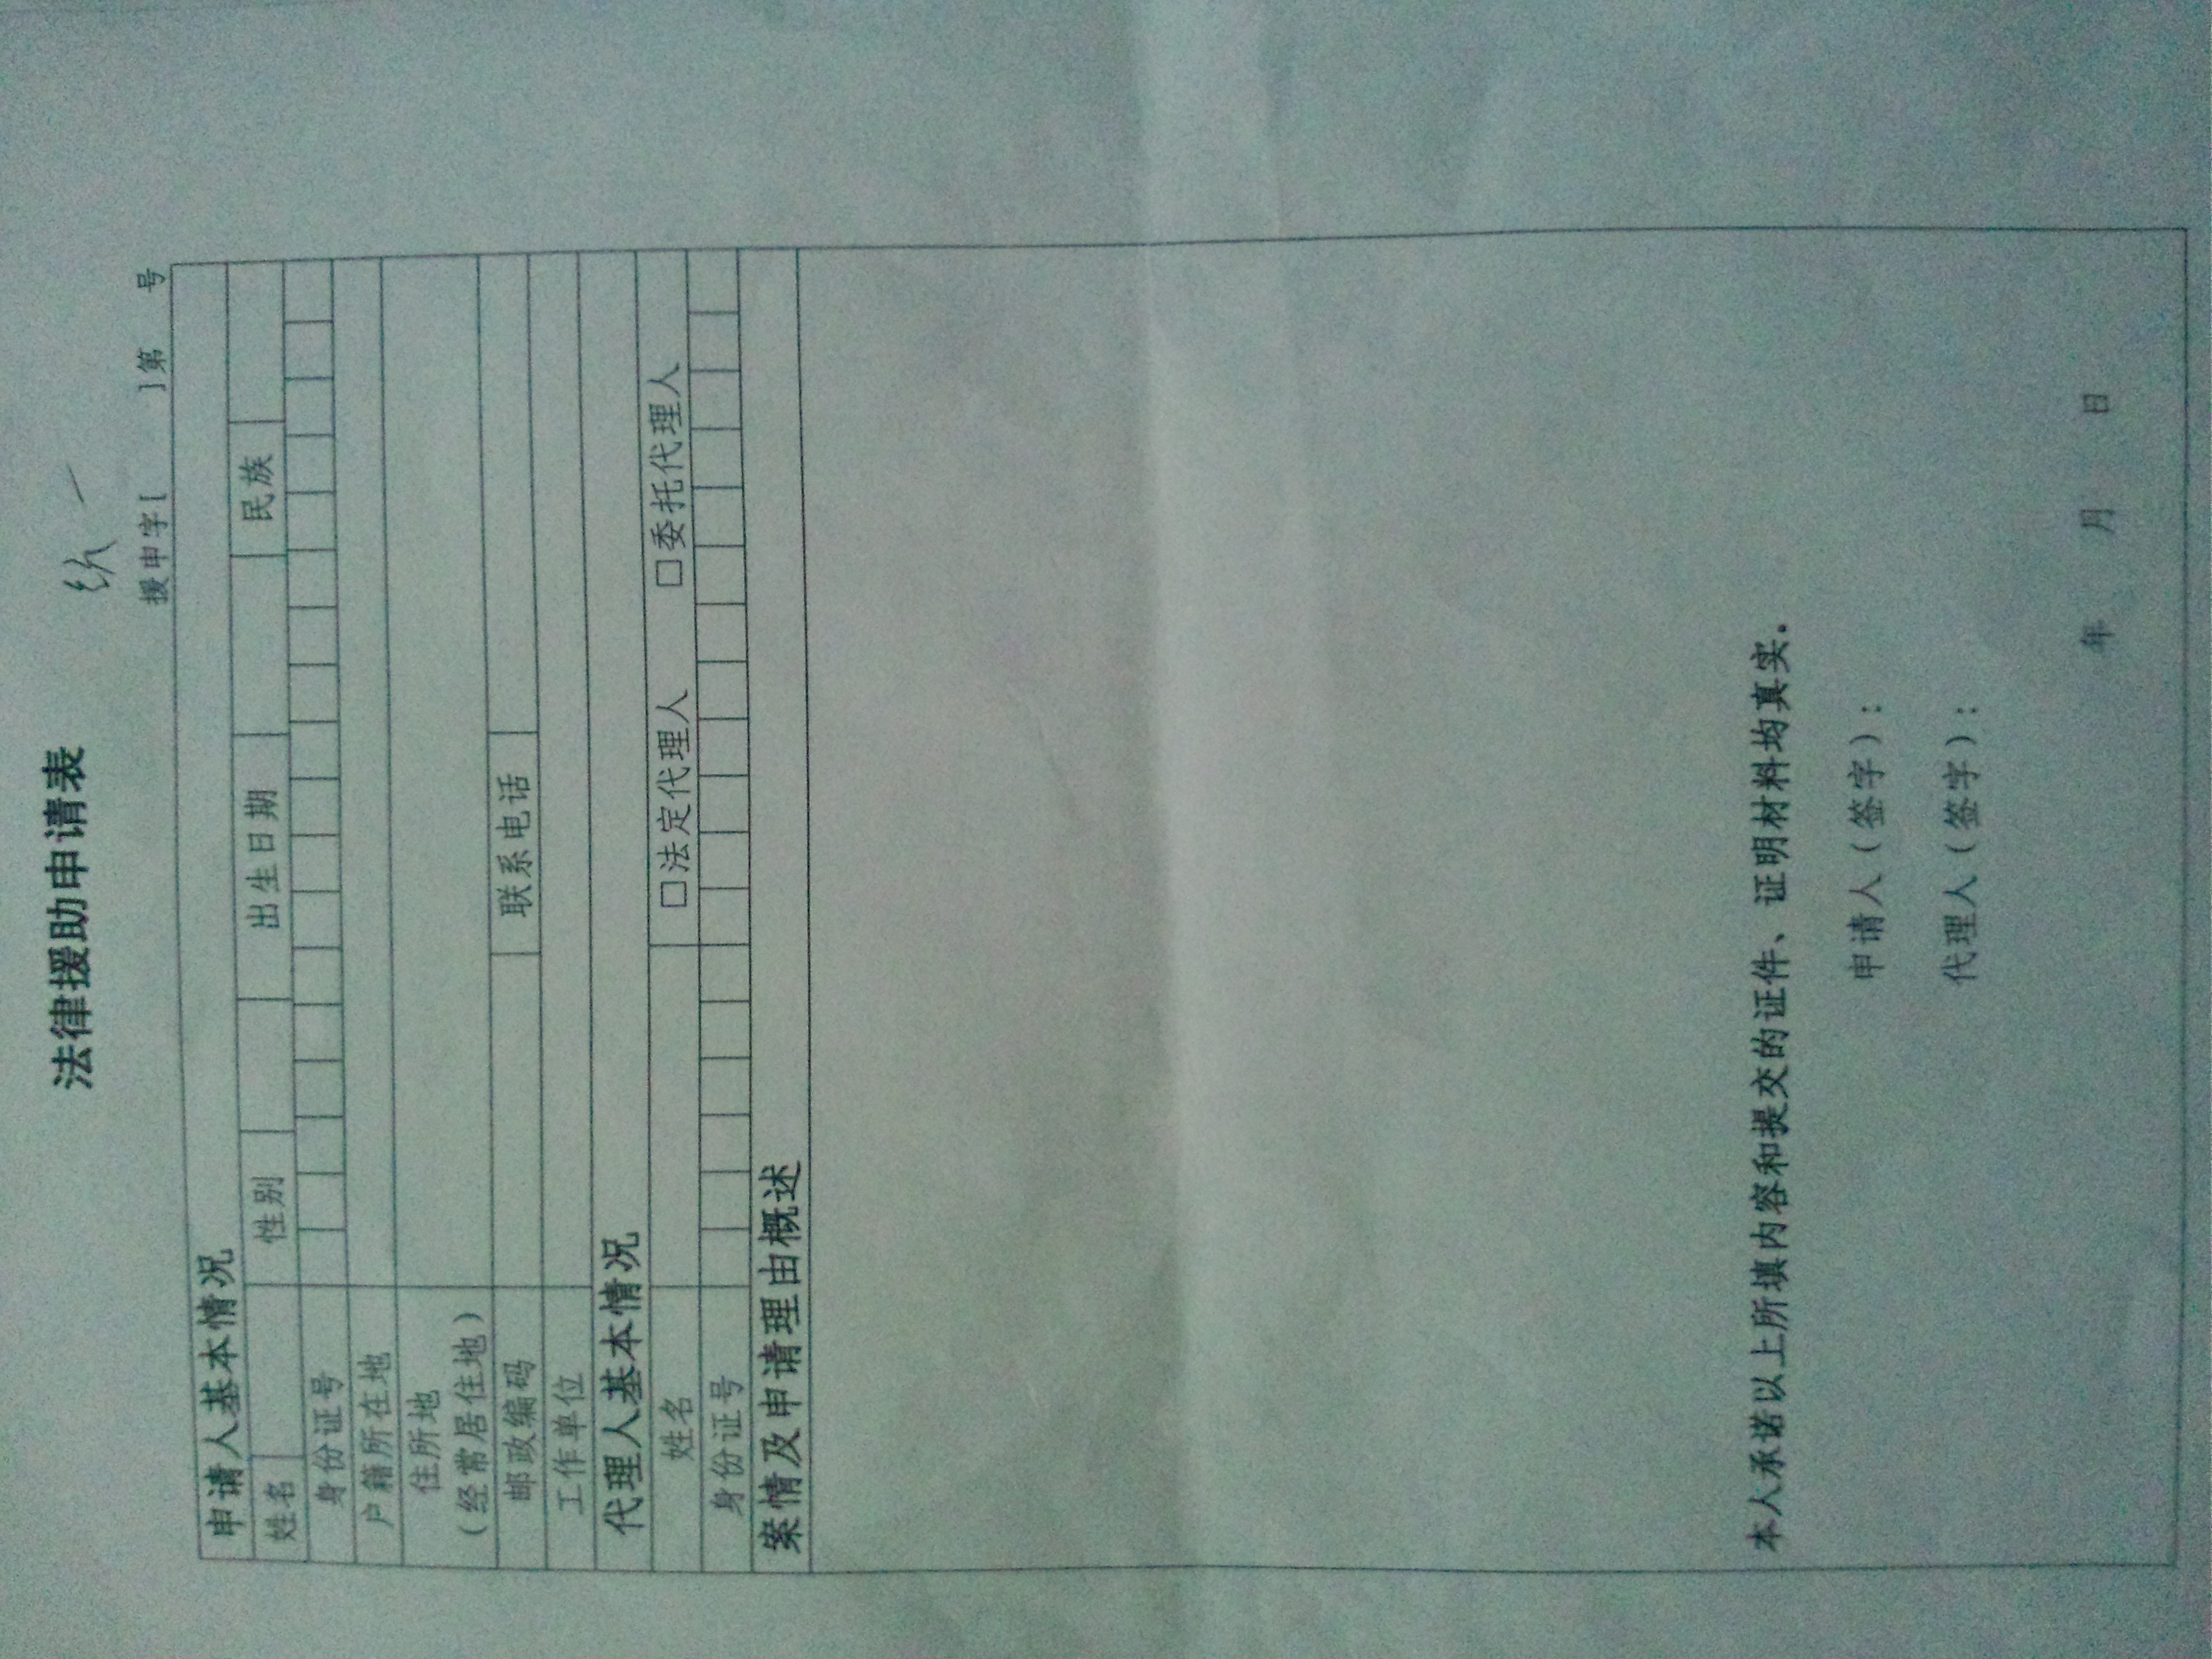 法律援助申请表
援申字[ ]第 号
申请人基本情况
姓名 性别 出生日期 民族
身份证号
户籍所在地
住所地
(经常居住地)
邮政编码 联系电话
工作单位
代理人基本情况
姓名 □法定代理人 □委托代理人
身份证号
案情及申请理由概述
本人承诺以上所填内容和提交的证件、证明材料均真实.
申请人(签字):
代理人(签字):
年 月 日